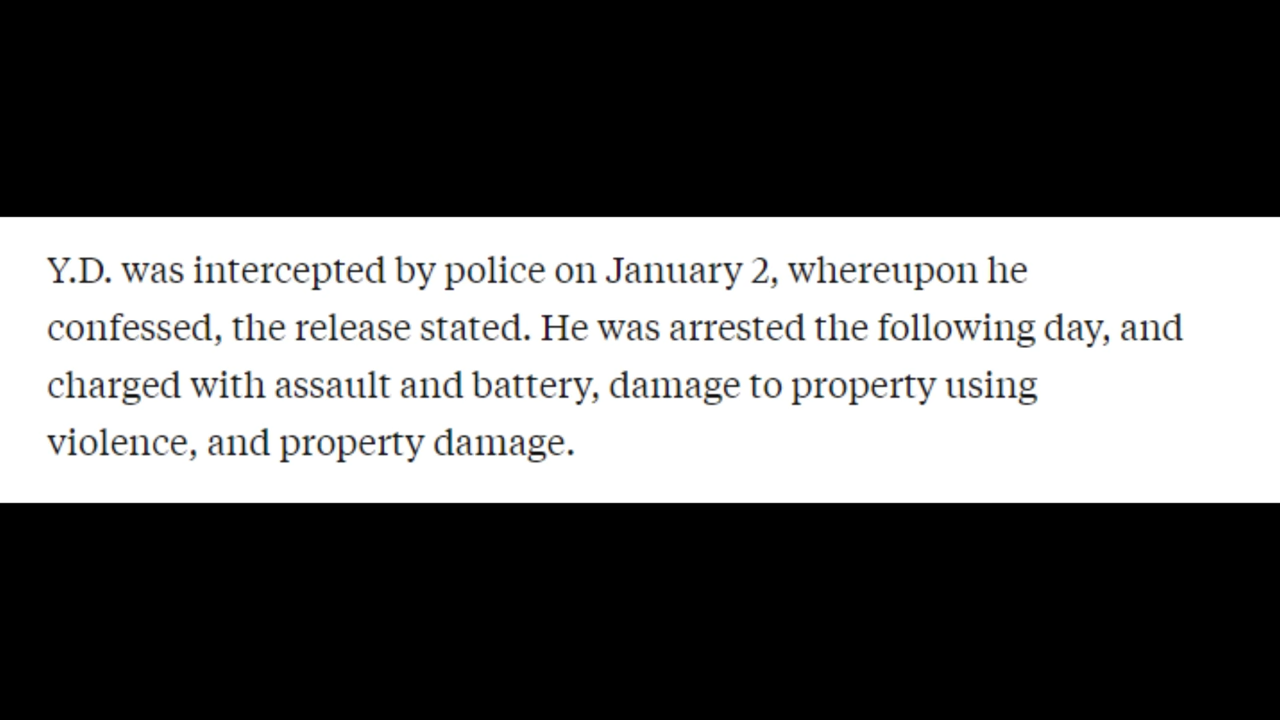 Y.D. was intercepted by police on January 2, whereupon he
confessed, the release stated. He was arrested the following day, and
charged with assault and battery, damage to property using
violence, and property damage.